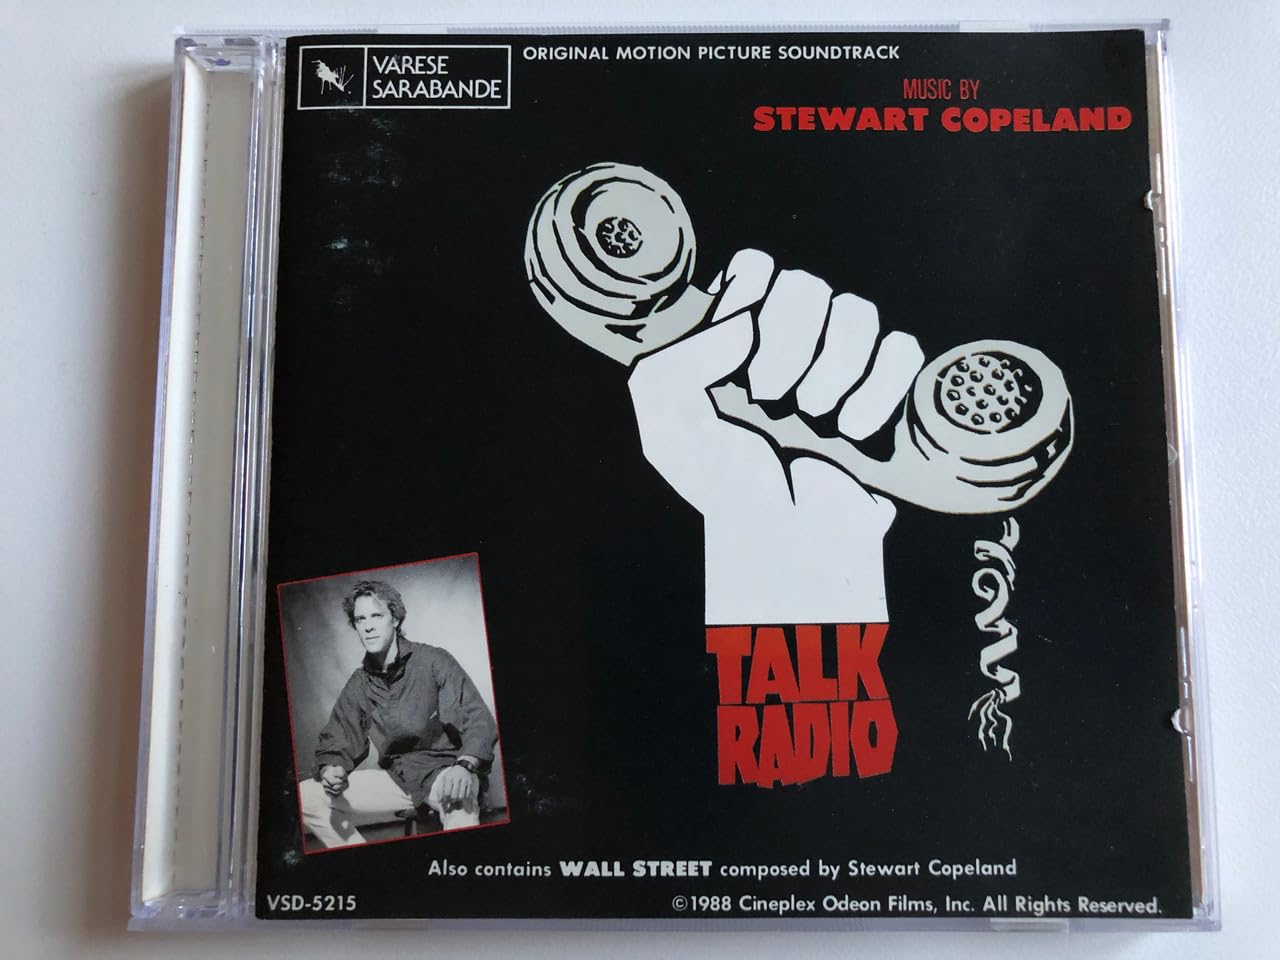 VARESE
SARABANDE
ORIGINAL MOTION PICTURE SOUNDTRACK
MUSIC BY
STEWART COPELAND
TALK
RADIO
Also contains WALL STREET composed by Stewart Copeland
VSD-5215
©1988 Cineplex Odeon Films, Inc. All Rights Reserved.